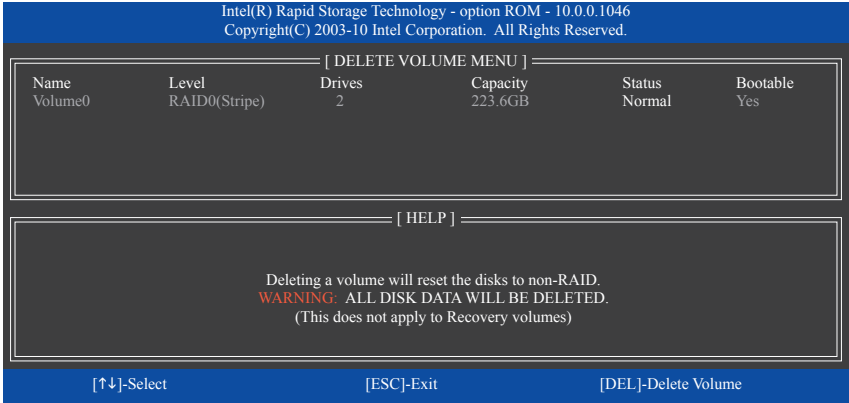 Intel(R) Rapid Storage Technology - option ROM - 10.0.0.1046
Copyright(C) 2003-10 Intel Corporation. All Rights Reserved.
[ DELETE VOLUME MENU ]
Name Level Drives Capacity Status Bootable
Volume0 RAID0(Stripe) 2 223.6GB Normal Yes
[ HELP ]
Deleting a volume will reset the disks to non-RAID.
WARNING: ALL DISK DATA WILL BE DELETED.
(This does not apply to Recovery volumes)
[↑↓]-Select [ESC]-Exit [DEL]-Delete Volume